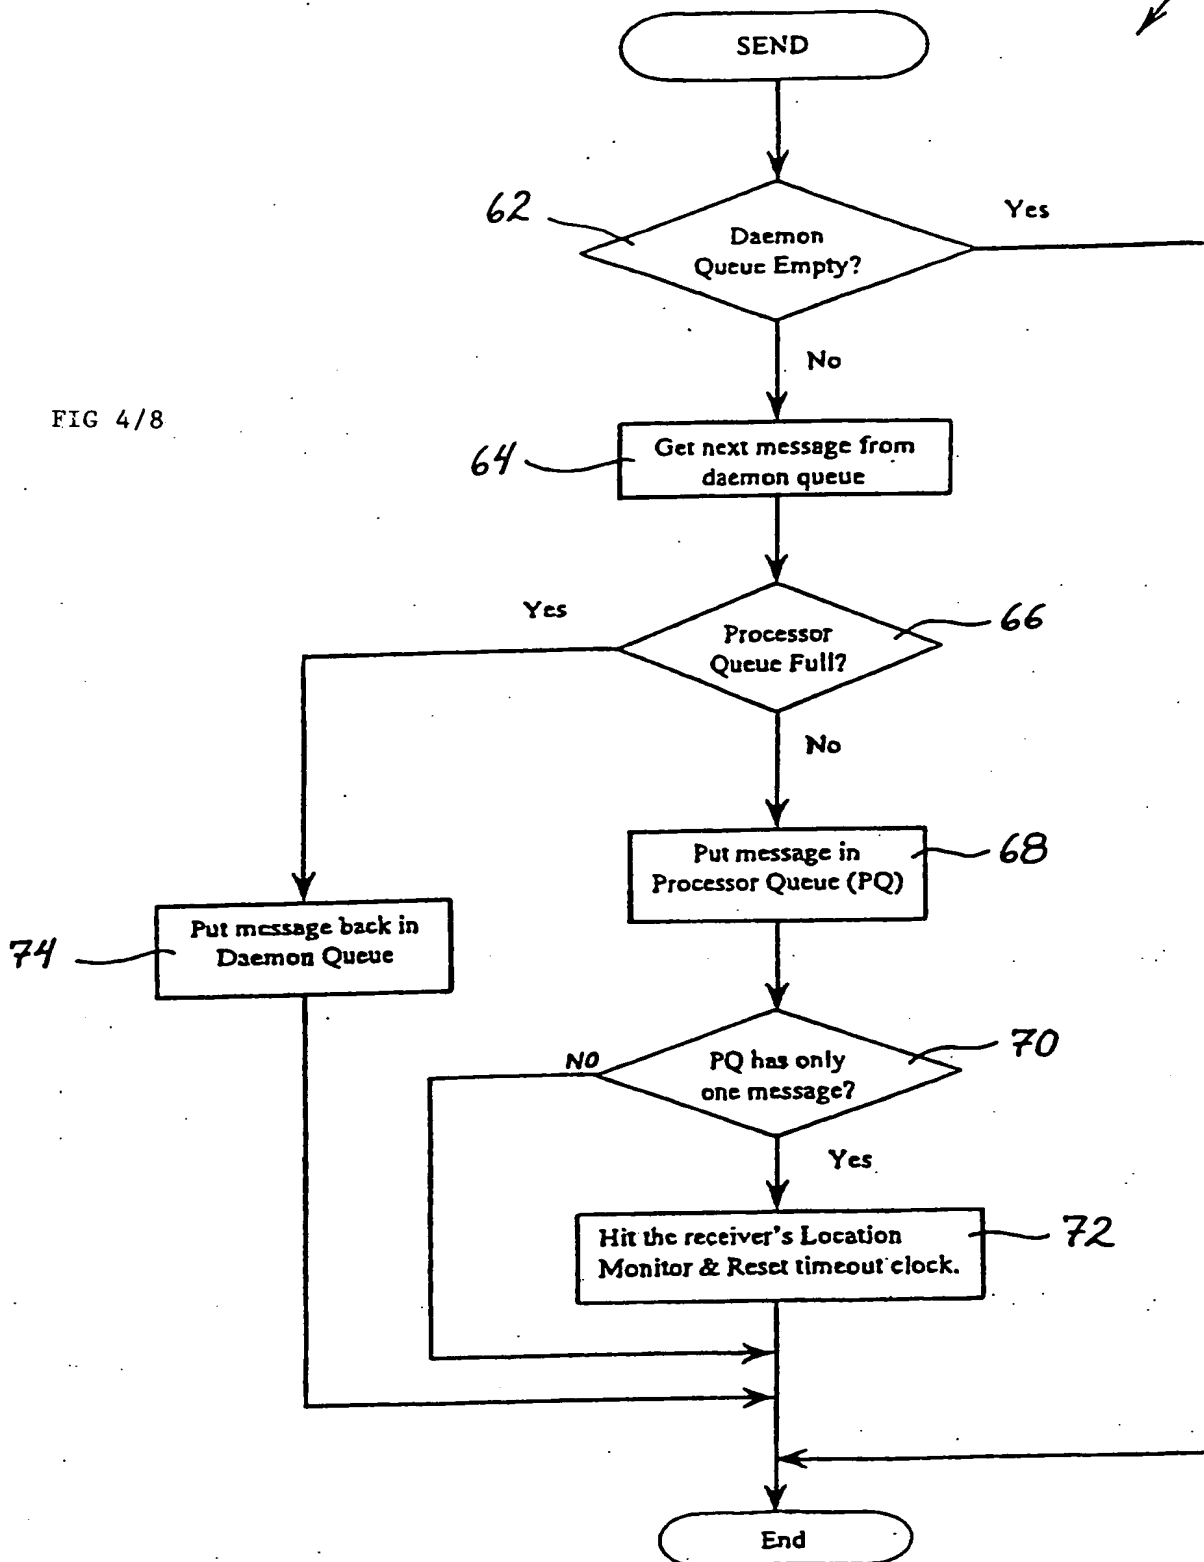 SEND
62
Yes
Daemon
Queue Empty?
No
FIG 4/8
64
Get next message from
daemon queue
Yes
66
Processor
Queue Full?
No
68
Put message in
Processor Queue (PQ)
74
Put message back in
Daemon Queue
NO
70
PQ has only
one message?
Yes
72
Hit the receiver's Location
Monitor & Reset timeout clock.
End